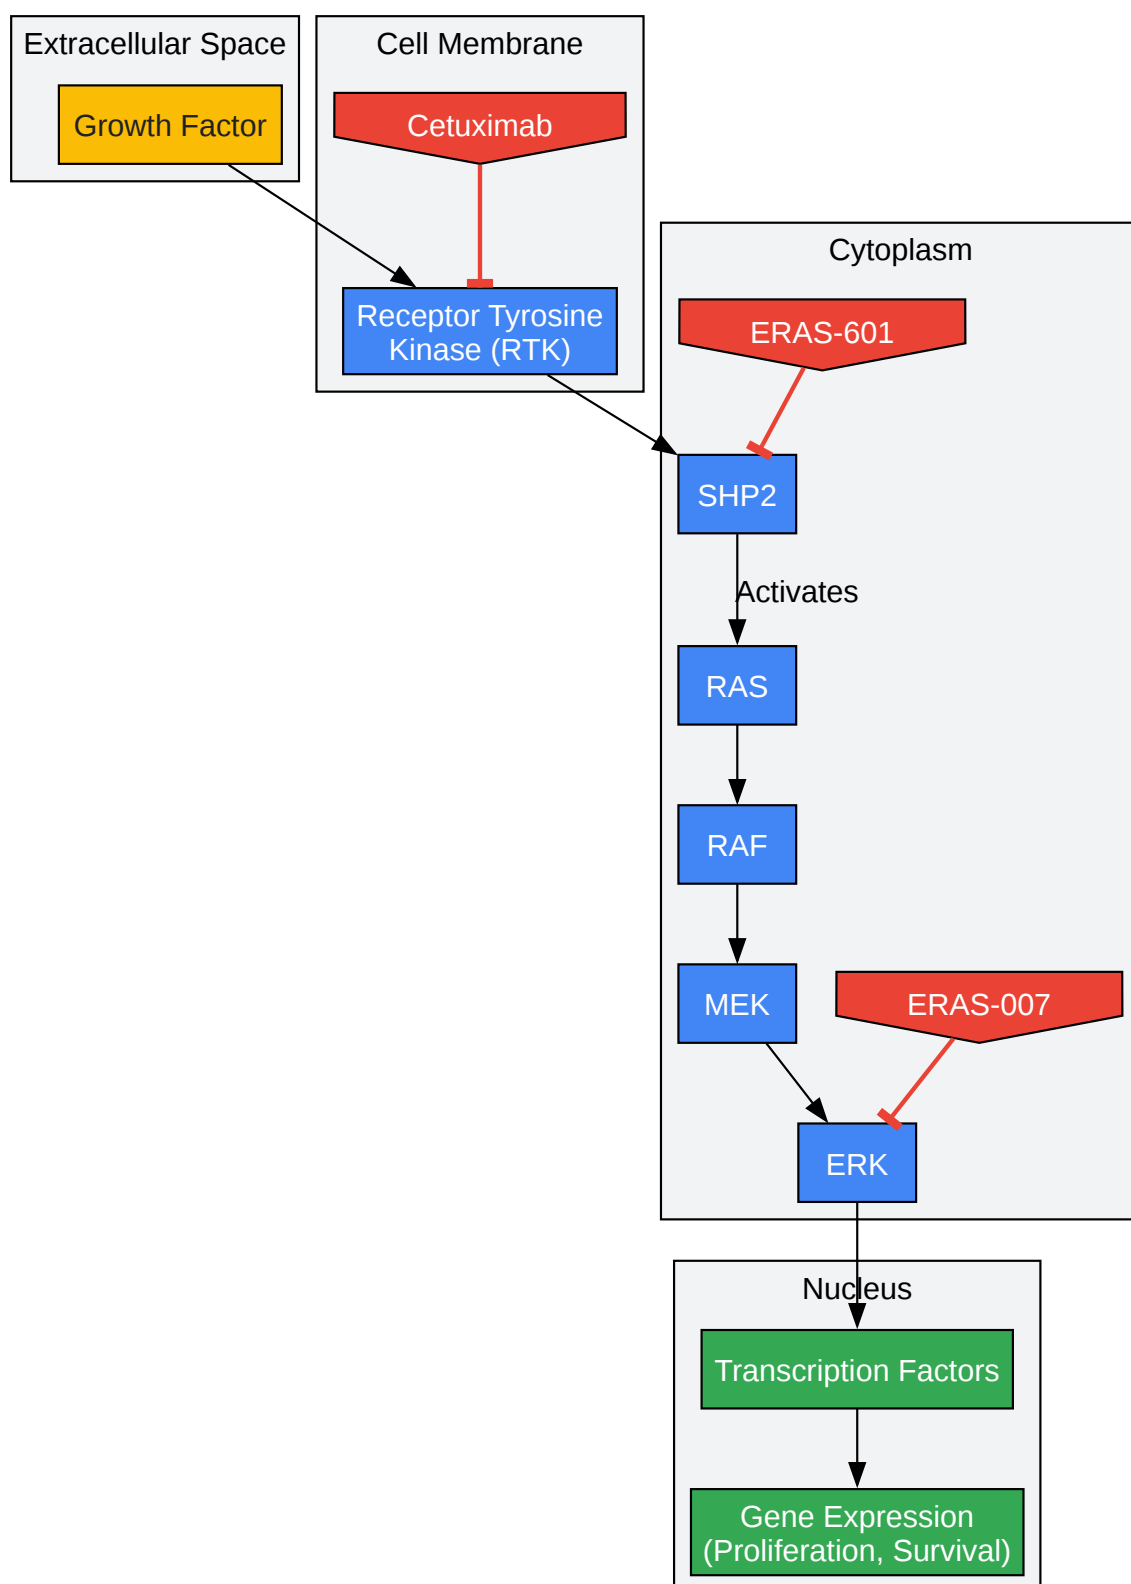 Extracellular Space
Growth Factor
Cell Membrane
Cetuximab
Receptor Tyrosine
Kinase (RTK)
Cytoplasm
ERAS-601
SHP2
Activates
RAS
RAF
MEK
ERAS-007
ERK
Nucleus
Transcription Factors
Gene Expression
(Proliferation, Survival)